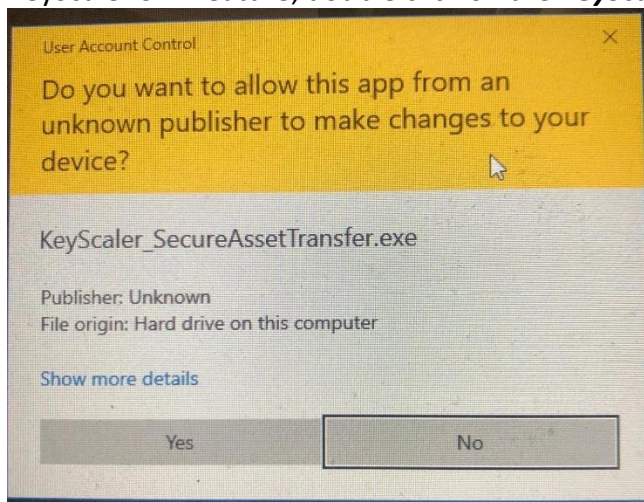 User Account Control
Do you want to allow this app from an
unknown publisher to make changes to your
device?
KeyScaler_SecureAssetTransfer.exe
Publisher: Unknown
File origin: Hard drive on this computer
Show more details
Yes
No